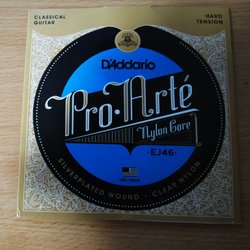 CLASSICAL GUITAR
HARD TENSION
D'Addario
Pro·Arté
Nylon Core
·EJ46·
SILVERPLATED WOUND · CLEAR NYLON